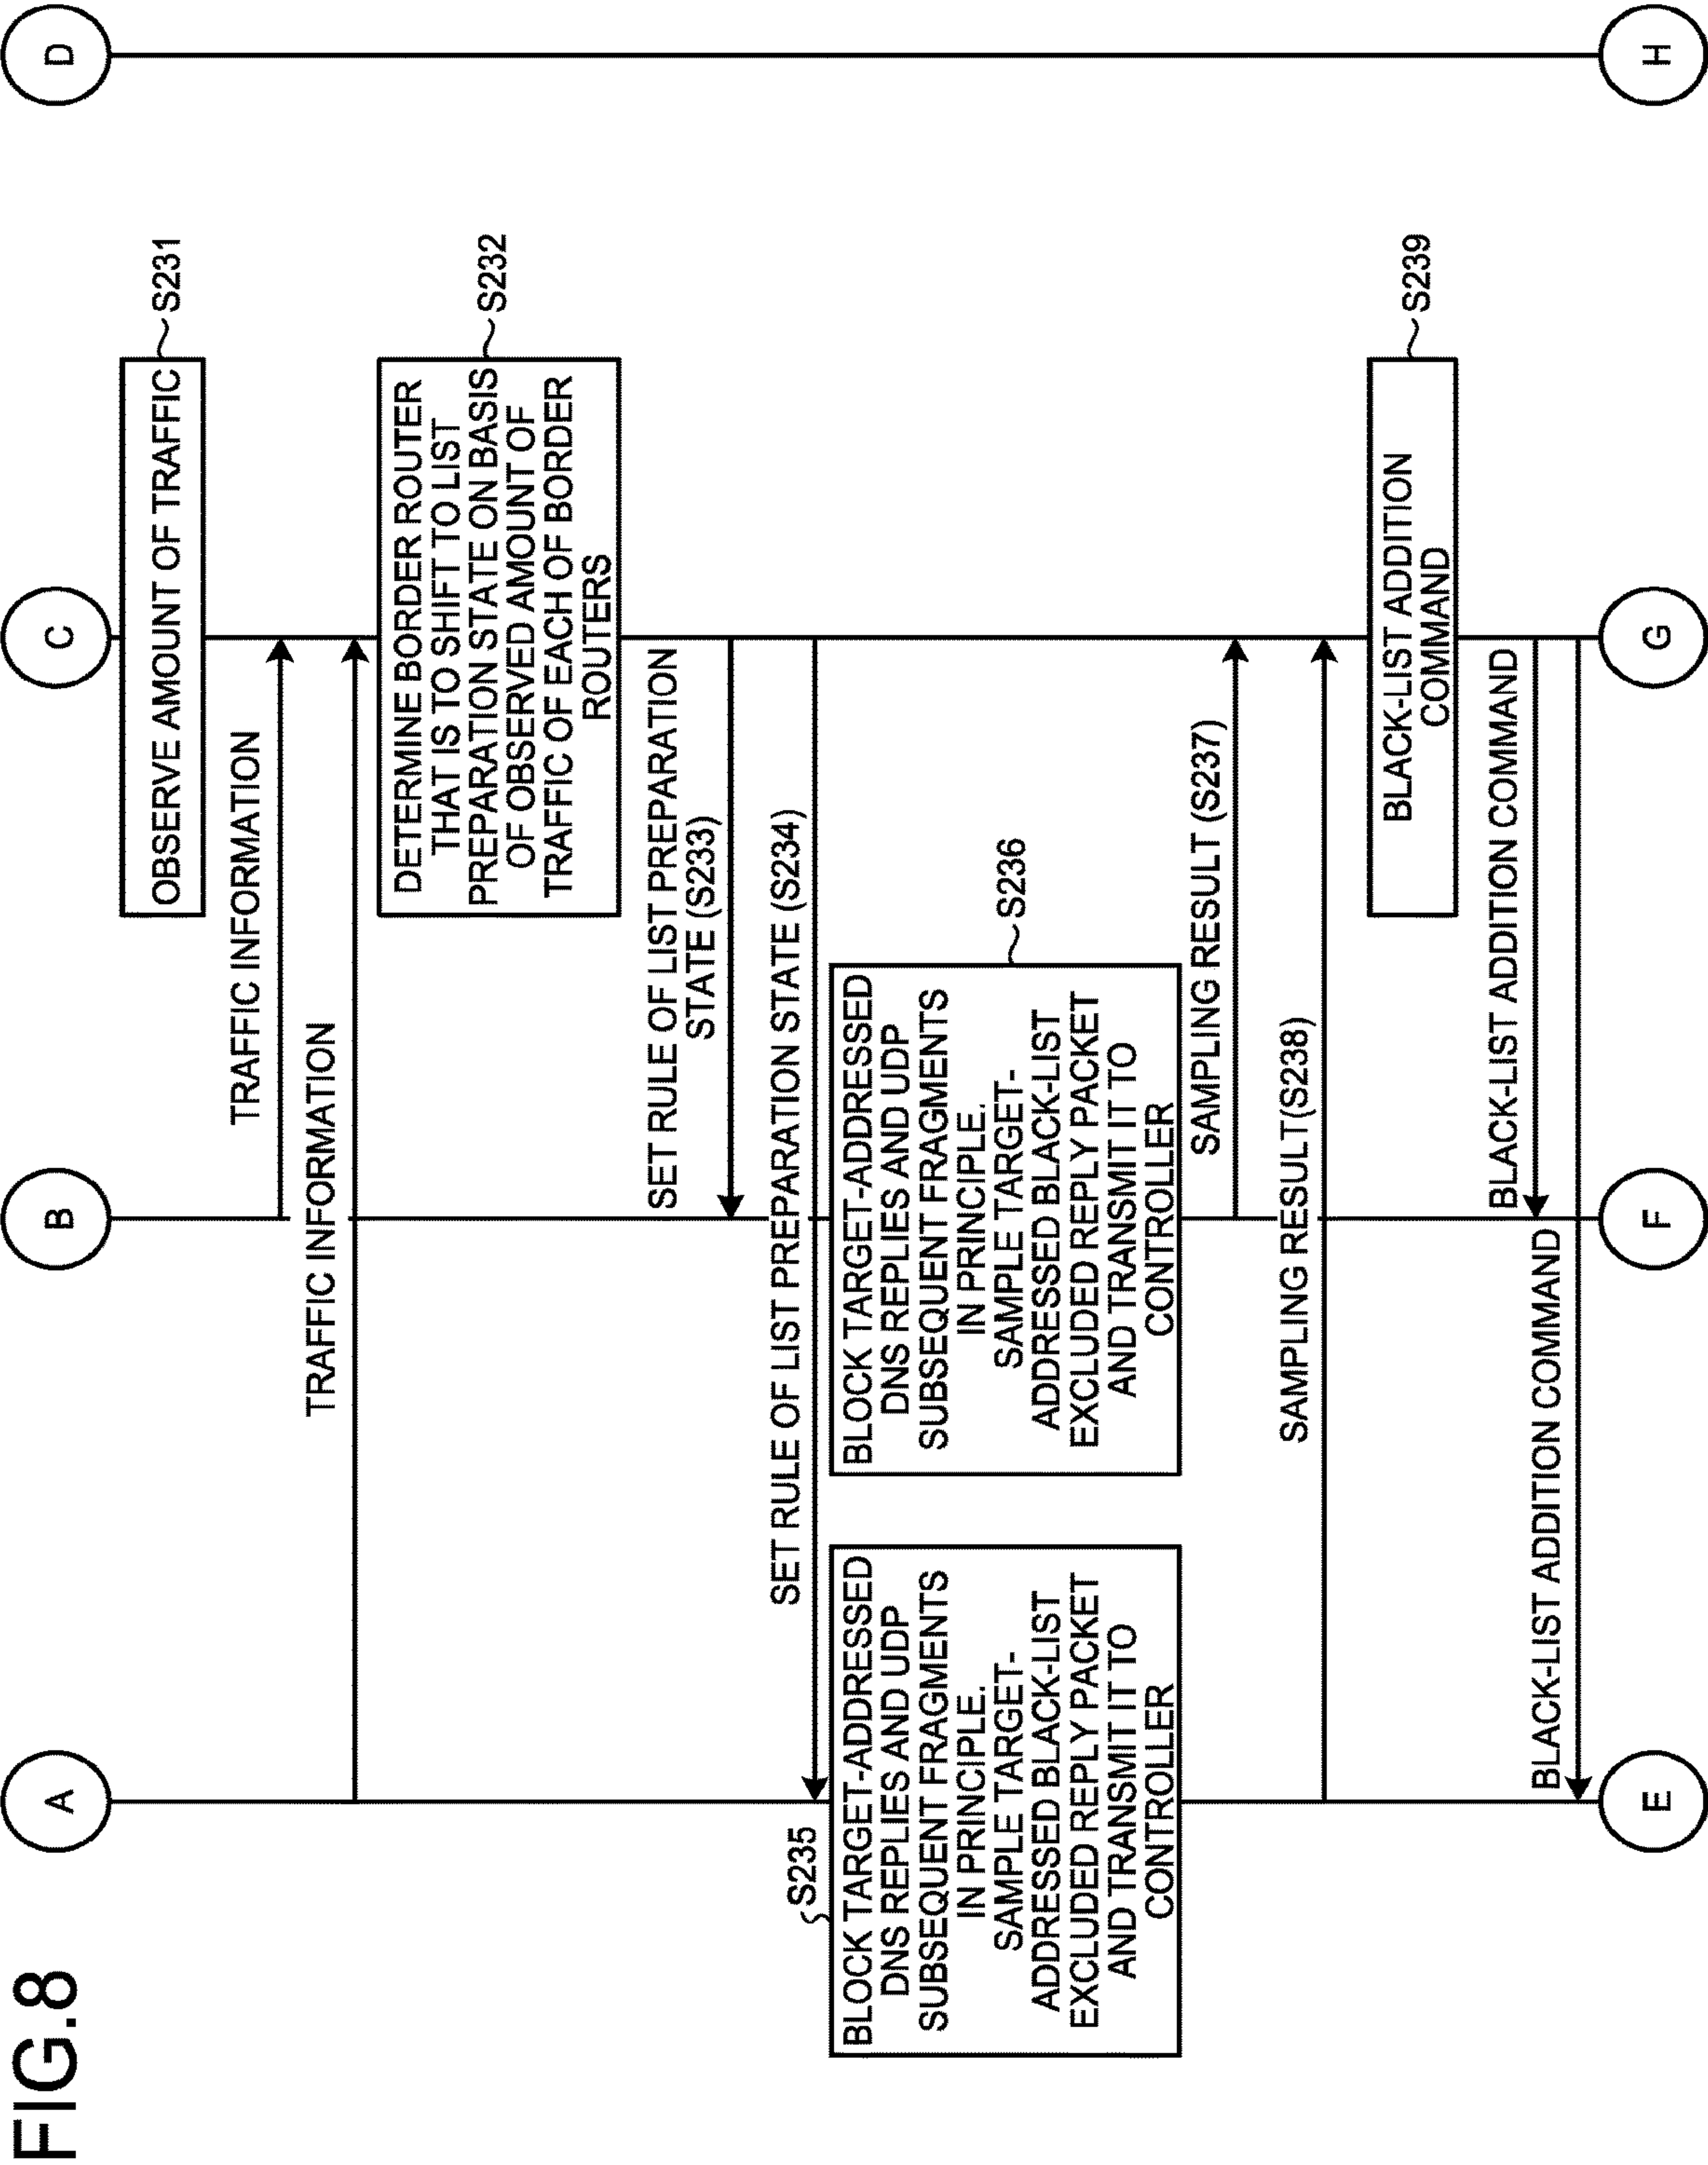 FIG.8
A
B
C
D
OBSERVE AMOUNT OF TRAFFIC
S231
TRAFFIC INFORMATION
TRAFFIC INFORMATION
DETERMINE BORDER ROUTER
THAT IS TO SHIFT TO LIST
PREPARATION STATE ON BASIS
OF OBSERVED AMOUNT OF
TRAFFIC OF EACH OF BORDER
ROUTERS
S232
SET RULE OF LIST PREPARATION
STATE (S233)
SET RULE OF LIST PREPARATION STATE (S234)
S235
BLOCK TARGET-ADDRESSED
DNS REPLIES AND UDP
SUBSEQUENT FRAGMENTS
IN PRINCIPLE.
SAMPLE TARGET-
ADDRESSED BLACK-LIST
EXCLUDED REPLY PACKET
AND TRANSMIT IT TO
CONTROLLER
BLOCK TARGET-ADDRESSED
DNS REPLIES AND UDP
SUBSEQUENT FRAGMENTS
IN PRINCIPLE.
SAMPLE TARGET-
ADDRESSED BLACK-LIST
EXCLUDED REPLY PACKET
AND TRANSMIT IT TO
CONTROLLER
S236
SAMPLING RESULT (S237)
SAMPLING RESULT(S238)
BLACK-LIST ADDITION
COMMAND
S239
BLACK-LIST ADDITION COMMAND
BLACK-LIST ADDITION COMMAND
E
F
G
H